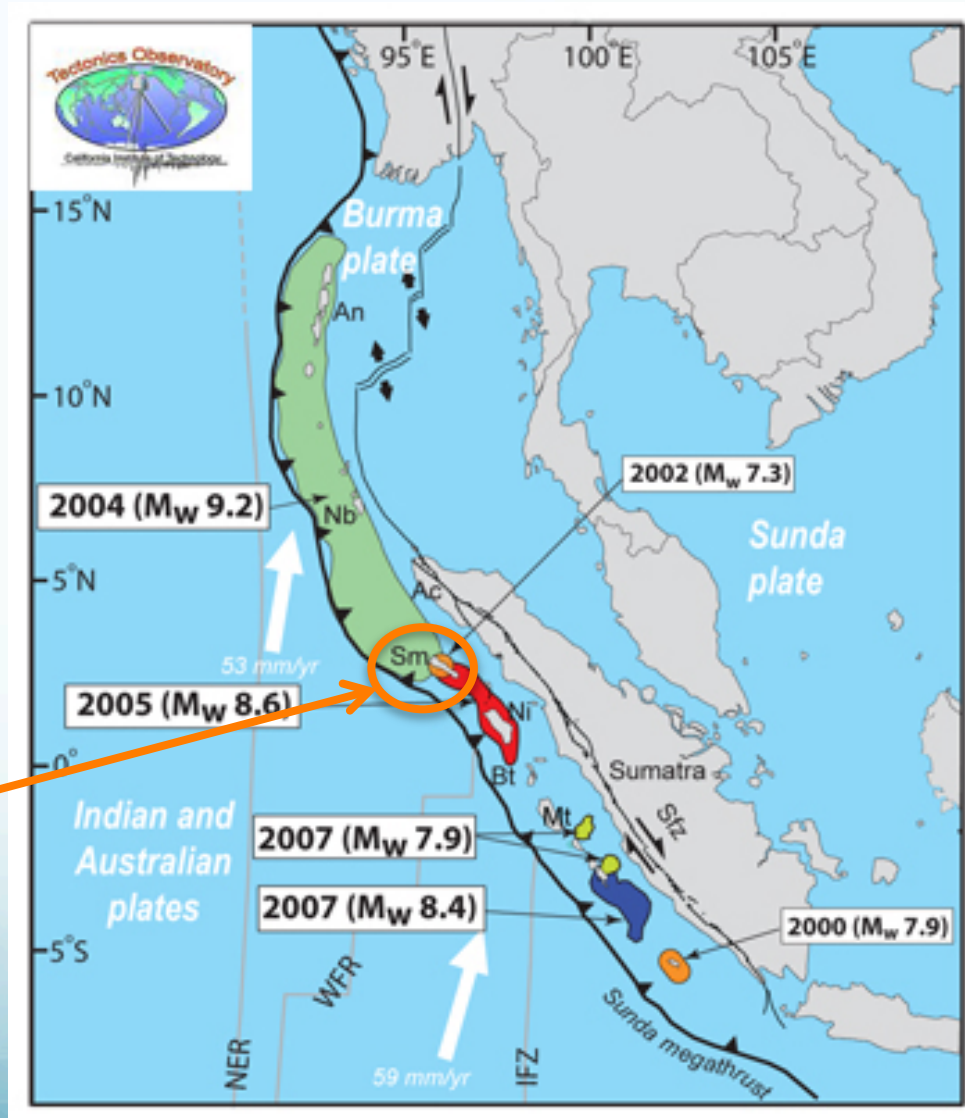 Tectonics Observatory
California Institute of Technology
95°E
100°E
105°E
15°N
Burma
plate
An
10°N
2002 (Mw 7.3)
2004 (Mw 9.2)
Nb
Sunda
plate
5°N
Ac
53 mm/yr
Sm
2005 (Mw 8.6)
Ni
0°
Bt
Sumatra
Indian and
Australian
plates
Mt
Sfz
2007 (Mw 7.9)
2007 (Mw 8.4)
2000 (Mw 7.9)
5°S
WFR
NER
59 mm/yr
IFZ
Sunda megathrust